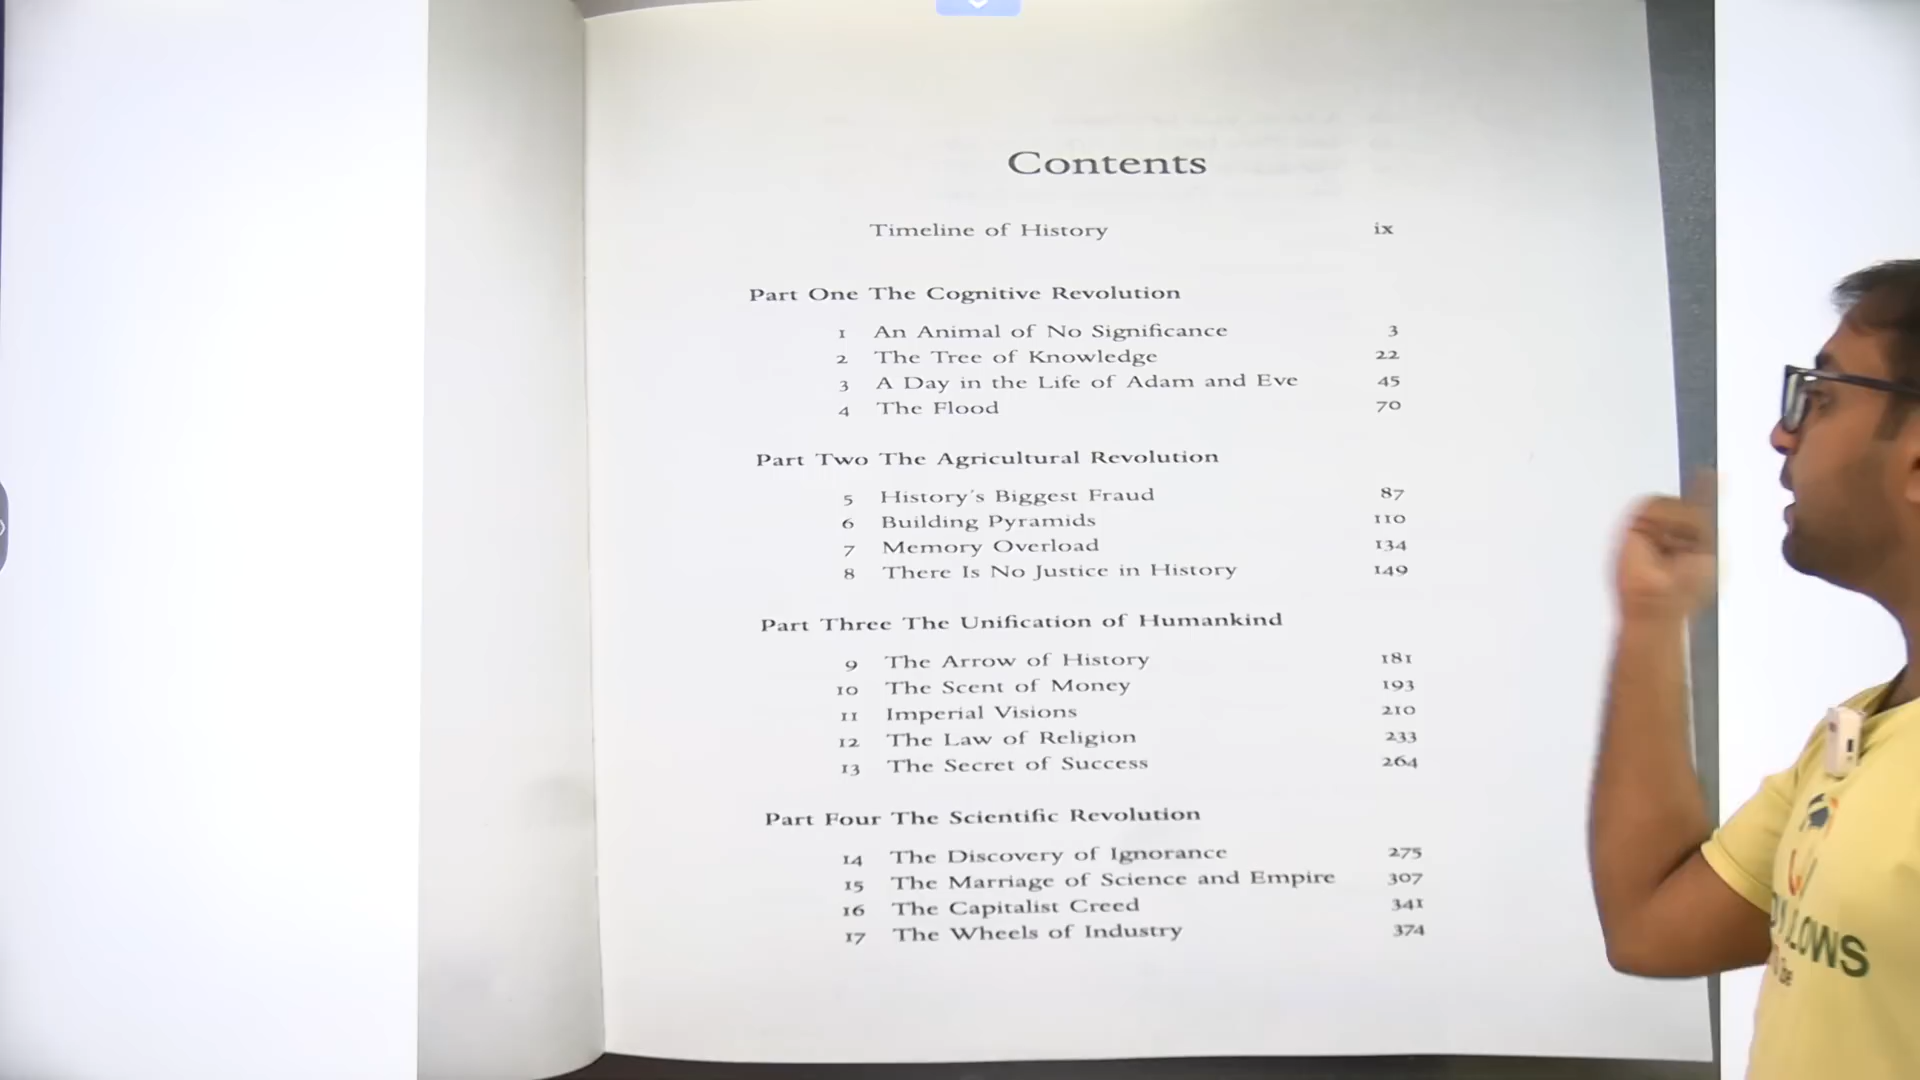 Contents
Timeline of History ix
Part One The Cognitive Revolution
1 An Animal of No Significance 3
2 The Tree of Knowledge 22
3 A Day in the Life of Adam and Eve 45
4 The Flood 70
Part Two The Agricultural Revolution
5 History's Biggest Fraud 87
6 Building Pyramids 110
7 Memory Overload 134
8 There Is No Justice in History 149
Part Three The Unification of Humankind
9 The Arrow of History 181
10 The Scent of Money 193
11 Imperial Visions 210
12 The Law of Religion 233
13 The Secret of Success 264
Part Four The Scientific Revolution
14 The Discovery of Ignorance 275
15 The Marriage of Science and Empire 307
16 The Capitalist Creed 341
17 The Wheels of Industry 374